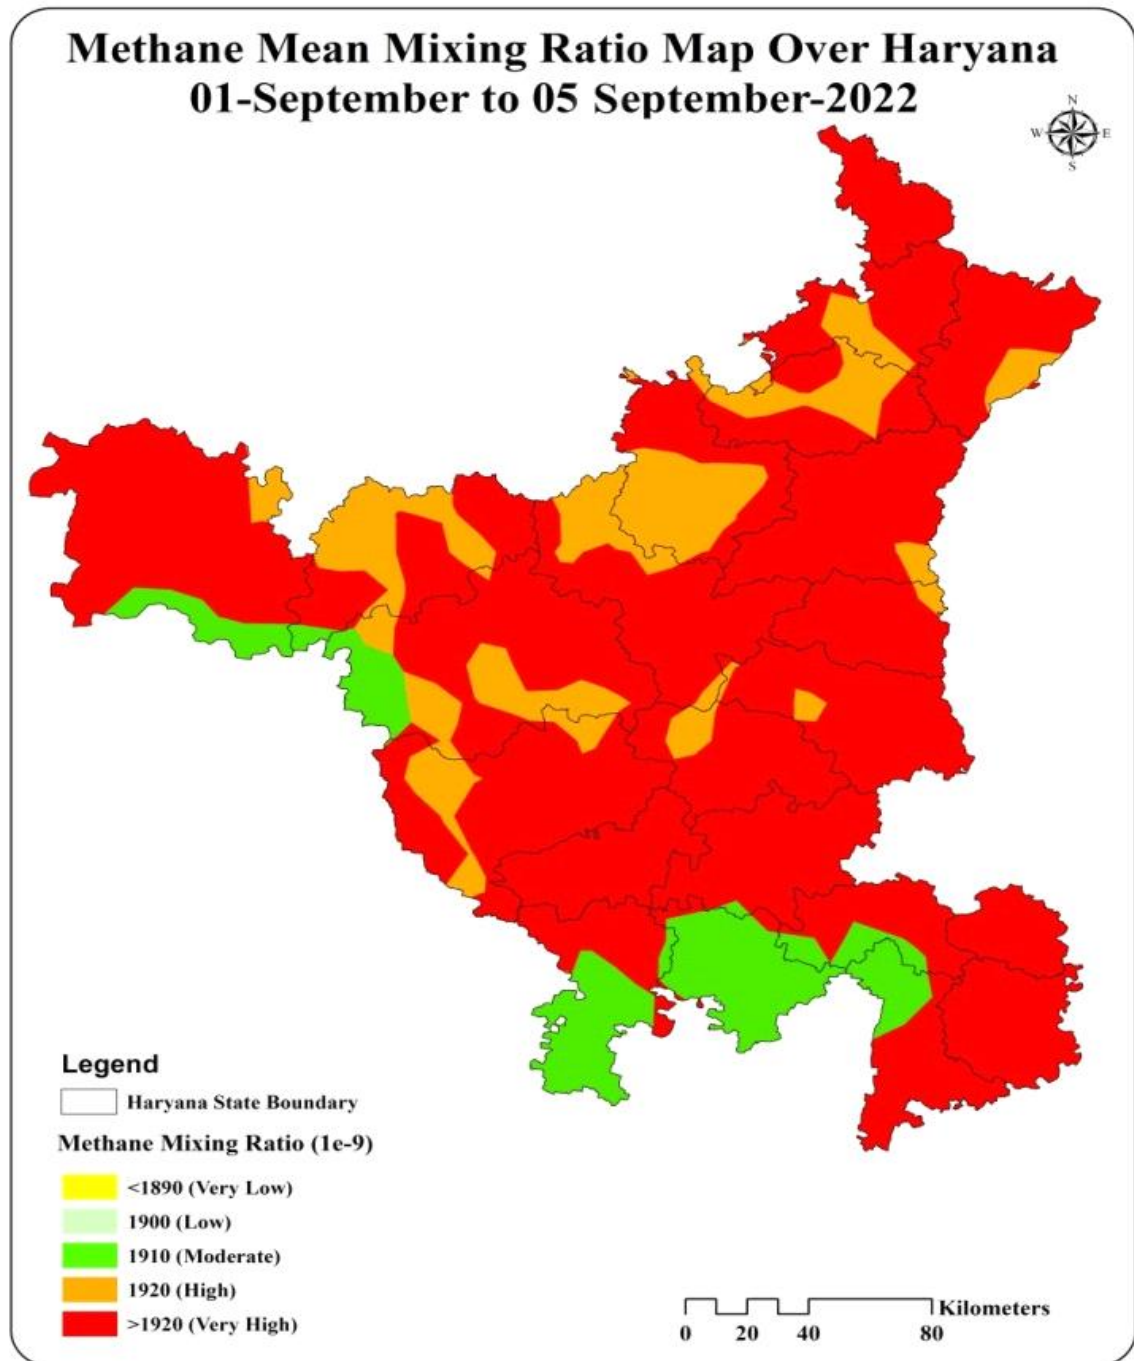 Methane Mean Mixing Ratio Map Over Haryana
01-September to 05 September-2022
N
W E
S
Legend
Haryana State Boundary
Methane Mixing Ratio (1e-9)
<1890 (Very Low)
1900 (Low)
1910 (Moderate)
1920 (High)
>1920 (Very High)
Kilometers
0 20 40 80